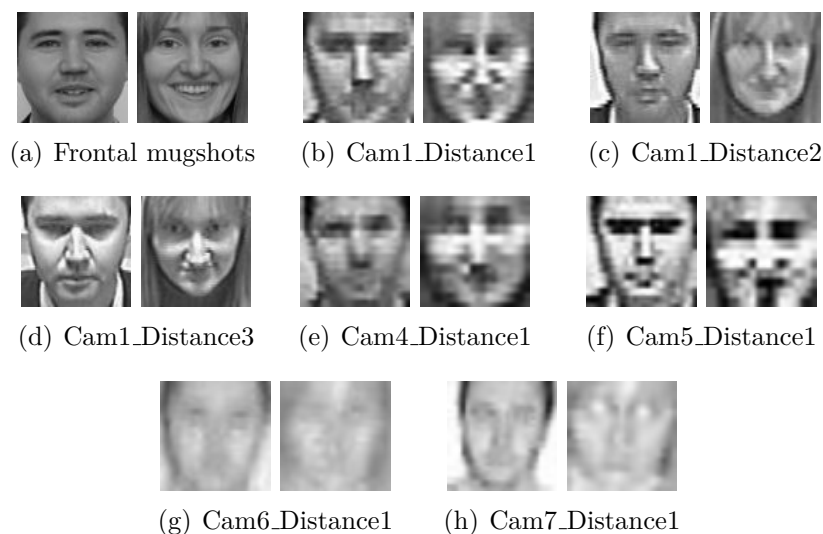 (a) Frontal mugshots
(b) Cam1_Distance1
(c) Cam1_Distance2
(d) Cam1_Distance3
(e) Cam4_Distance1
(f) Cam5_Distance1
(g) Cam6_Distance1
(h) Cam7_Distance1